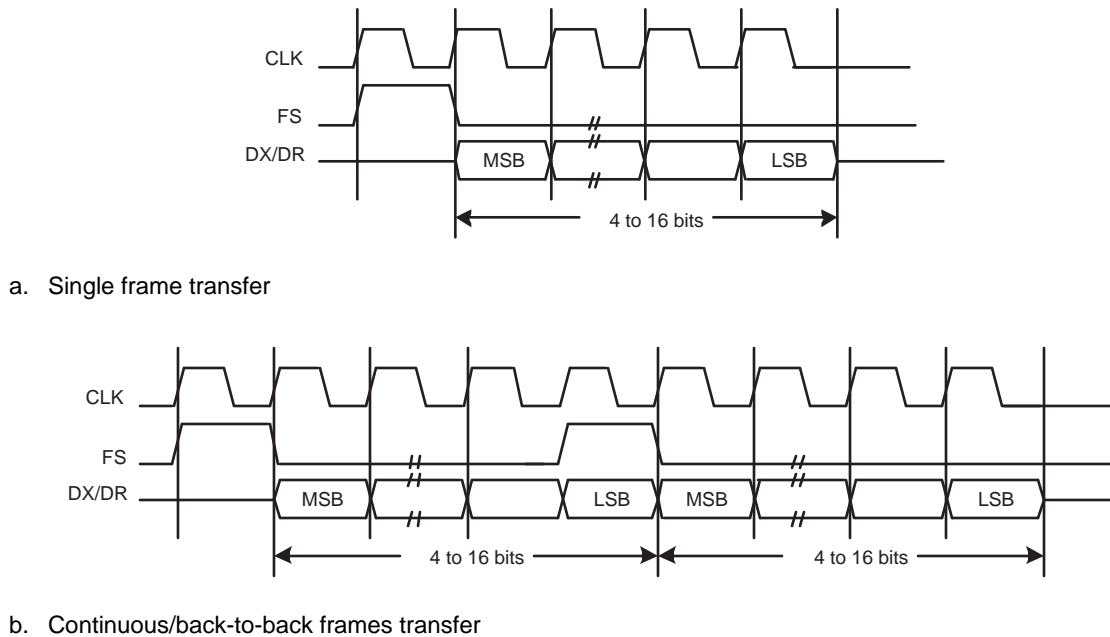 CLK
FS
DX/DR
MSB
LSB
4 to 16 bits
a. Single frame transfer
CLK
FS
DX/DR
MSB LSB MSB LSB
4 to 16 bits 4 to 16 bits
b. Continuous/back-to-back frames transfer